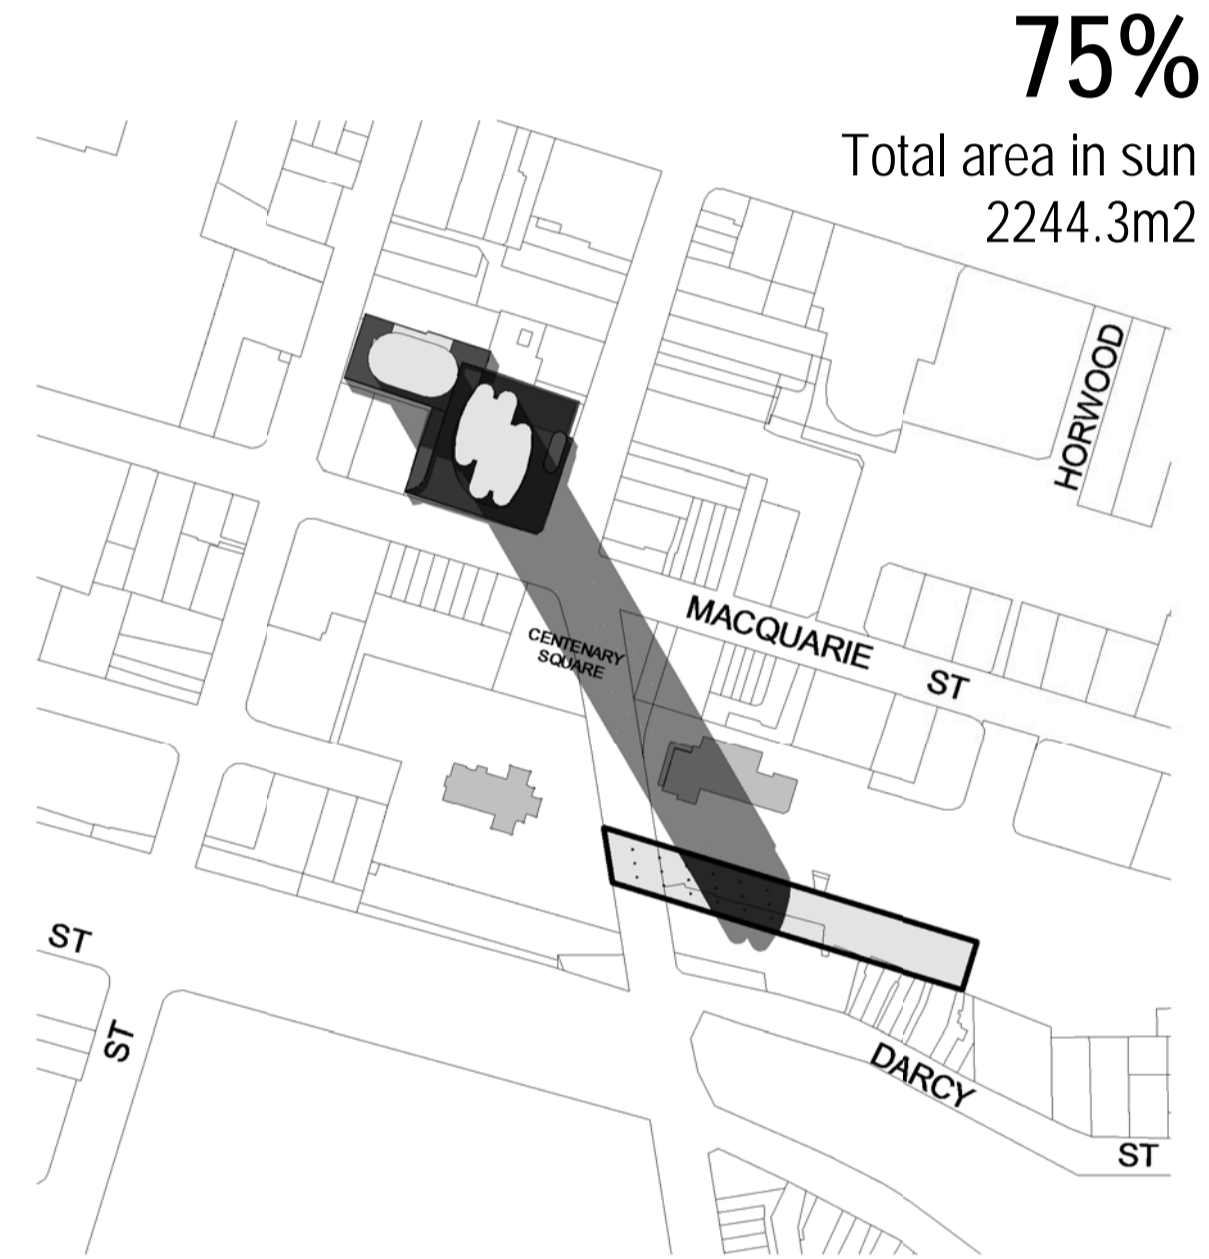 75%
Total area in sun
2244.3m2
HORWOOD
MACQUARIE
ST
CENTENARY
SQUARE
ST
ST
DARCY
ST